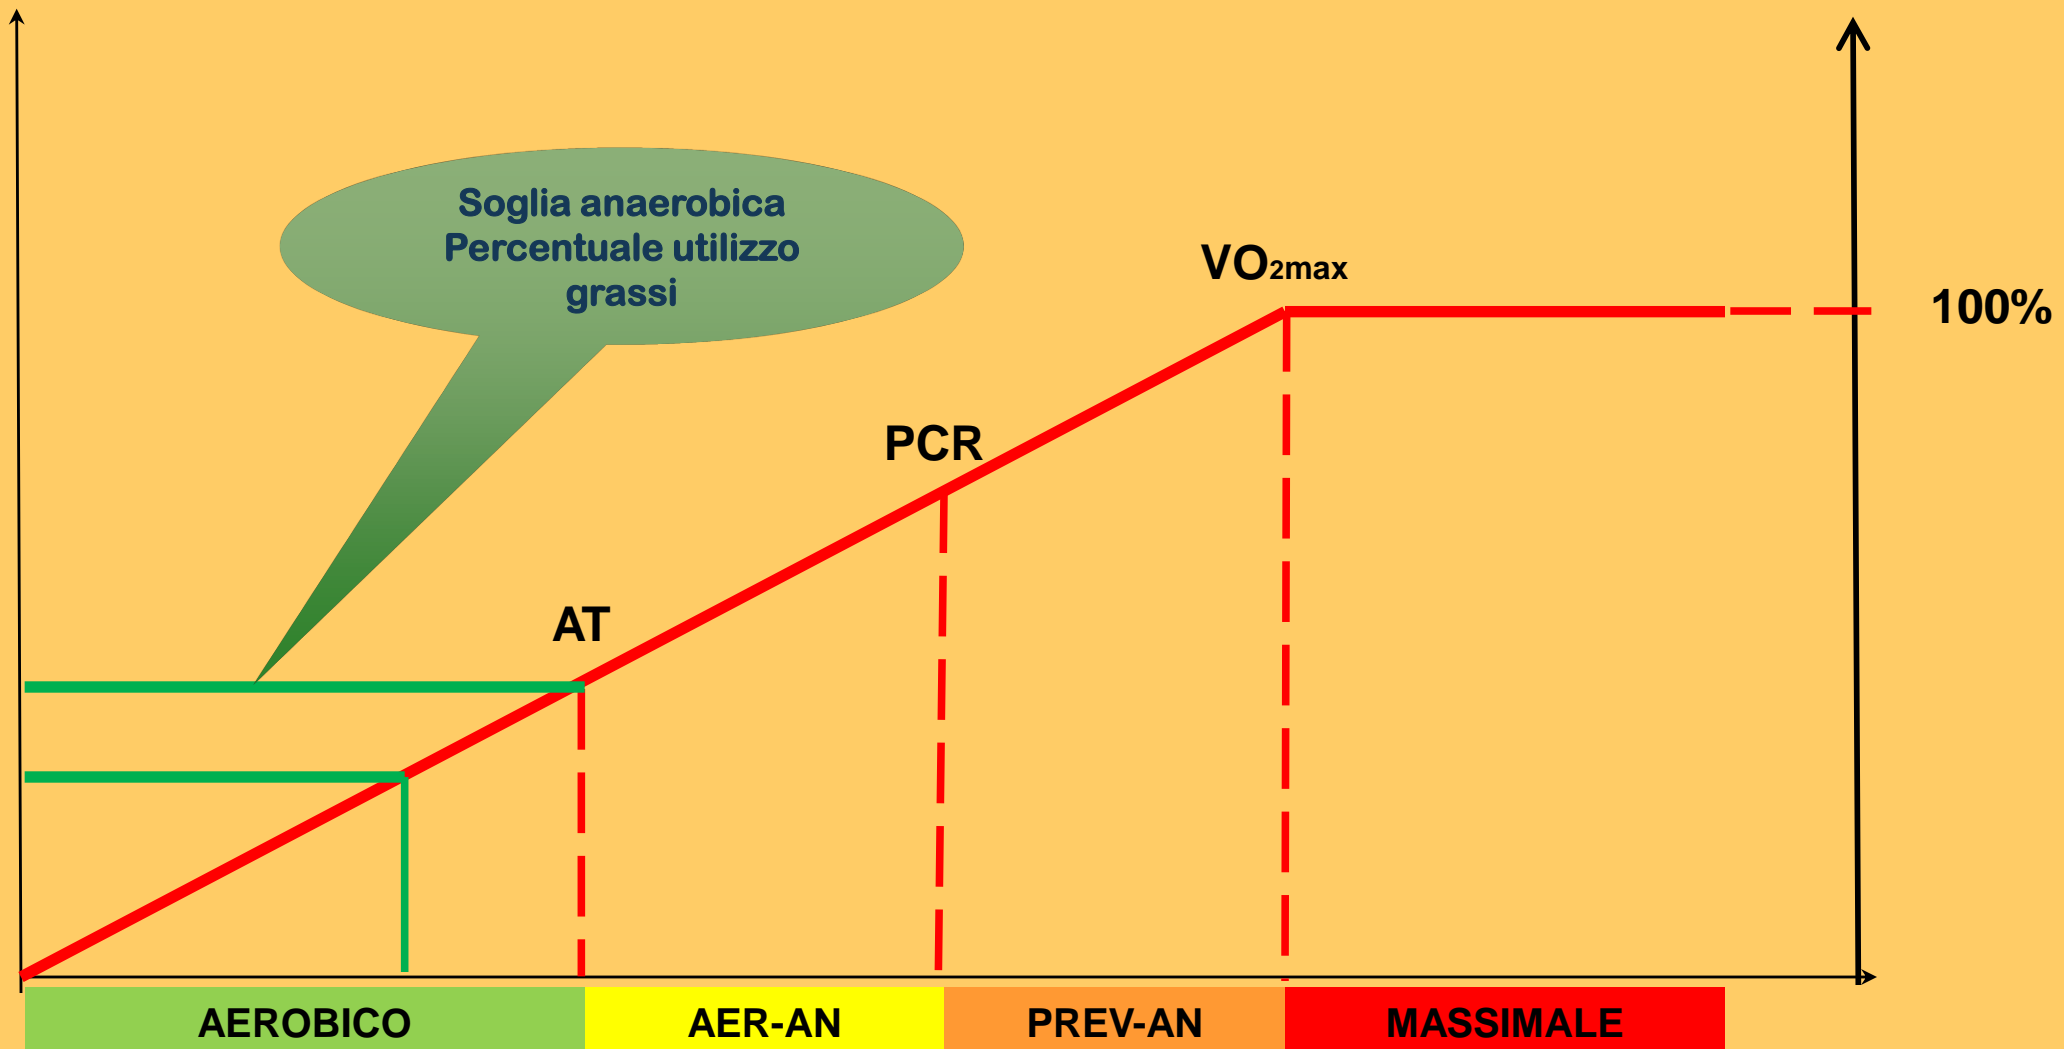 Soglia anaerobica
Percentuale utilizzo
grassi
VO2max
100%
PCR
AT
AEROBICO
AER-AN
PREV-AN
MASSIMALE